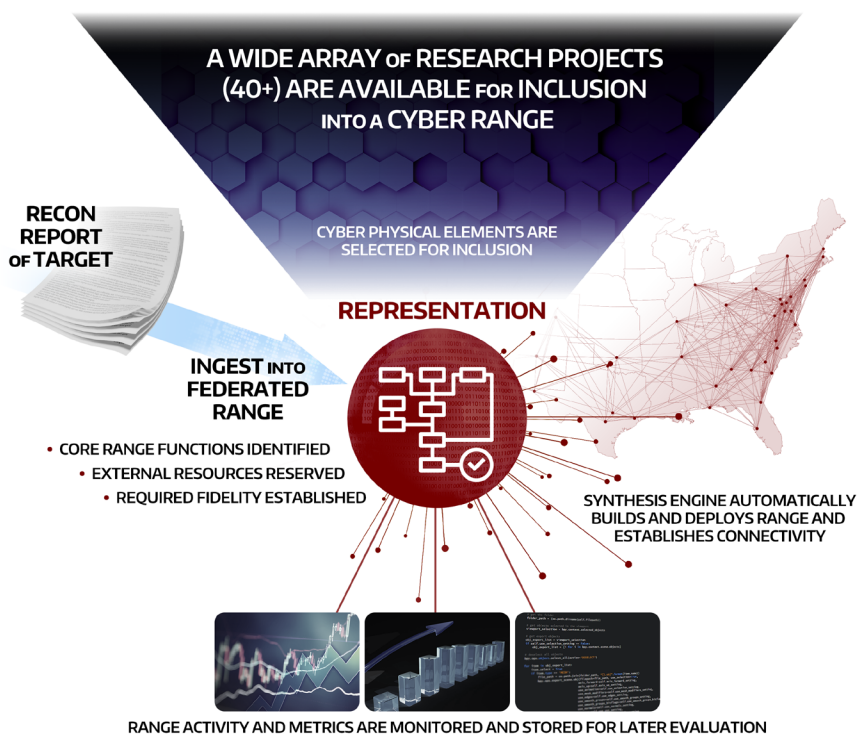 A WIDE ARRAY OF RESEARCH PROJECTS
(40+) ARE AVAILABLE FOR INCLUSION
INTO A CYBER RANGE
CYBER PHYSICAL ELEMENTS ARE
SELECTED FOR INCLUSION
RECON
REPORT
OF TARGET
REPRESENTATION
INGEST INTO
FEDERATED
RANGE
• CORE RANGE FUNCTIONS IDENTIFIED
• EXTERNAL RESOURCES RESERVED
• REQUIRED FIDELITY ESTABLISHED
SYNTHESIS ENGINE AUTOMATICALLY
BUILDS AND DEPLOYS RANGE AND
ESTABLISHES CONNECTIVITY
RANGE ACTIVITY AND METRICS ARE MONITORED AND STORED FOR LATER EVALUATION